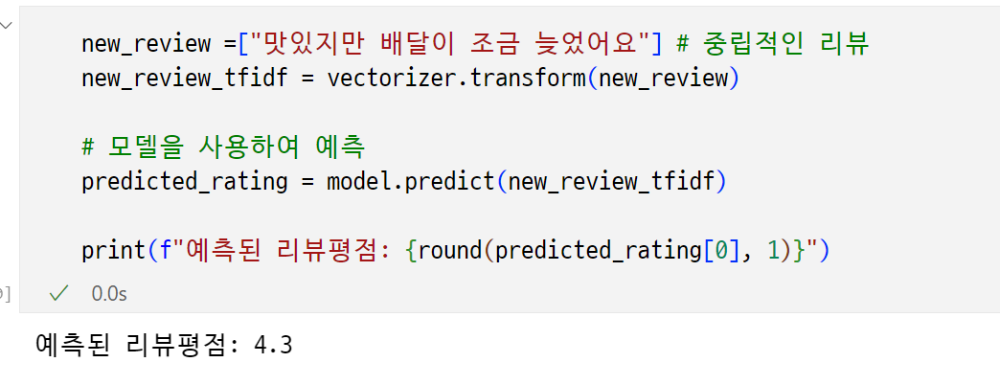 new_review =["맛있지만 배달이 조금 늦었어요"] # 중립적인 리뷰
new_review_tfidf = vectorizer.transform(new_review)
# 모델을 사용하여 예측
predicted_rating = model.predict(new_review_tfidf)
print(f"예측된 리뷰평점: {round(predicted_rating[0], 1)}")
]
0.0s
예측된 리뷰평점: 4.3